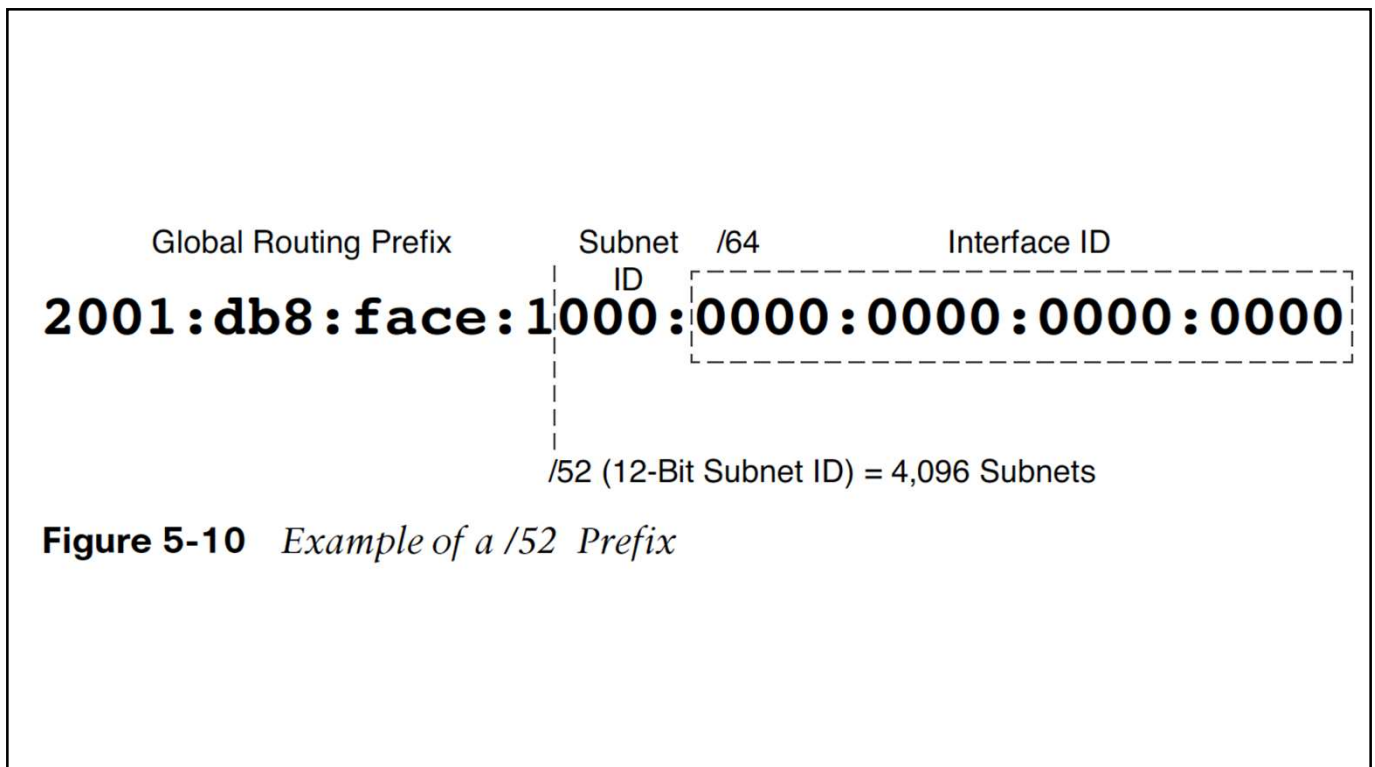 Global Routing Prefix Subnet ID /64 Interface ID
2001:db8:face:1000:0000:0000:0000:0000
/52 (12-Bit Subnet ID) = 4,096 Subnets
Figure 5-10 Example of a /52 Prefix